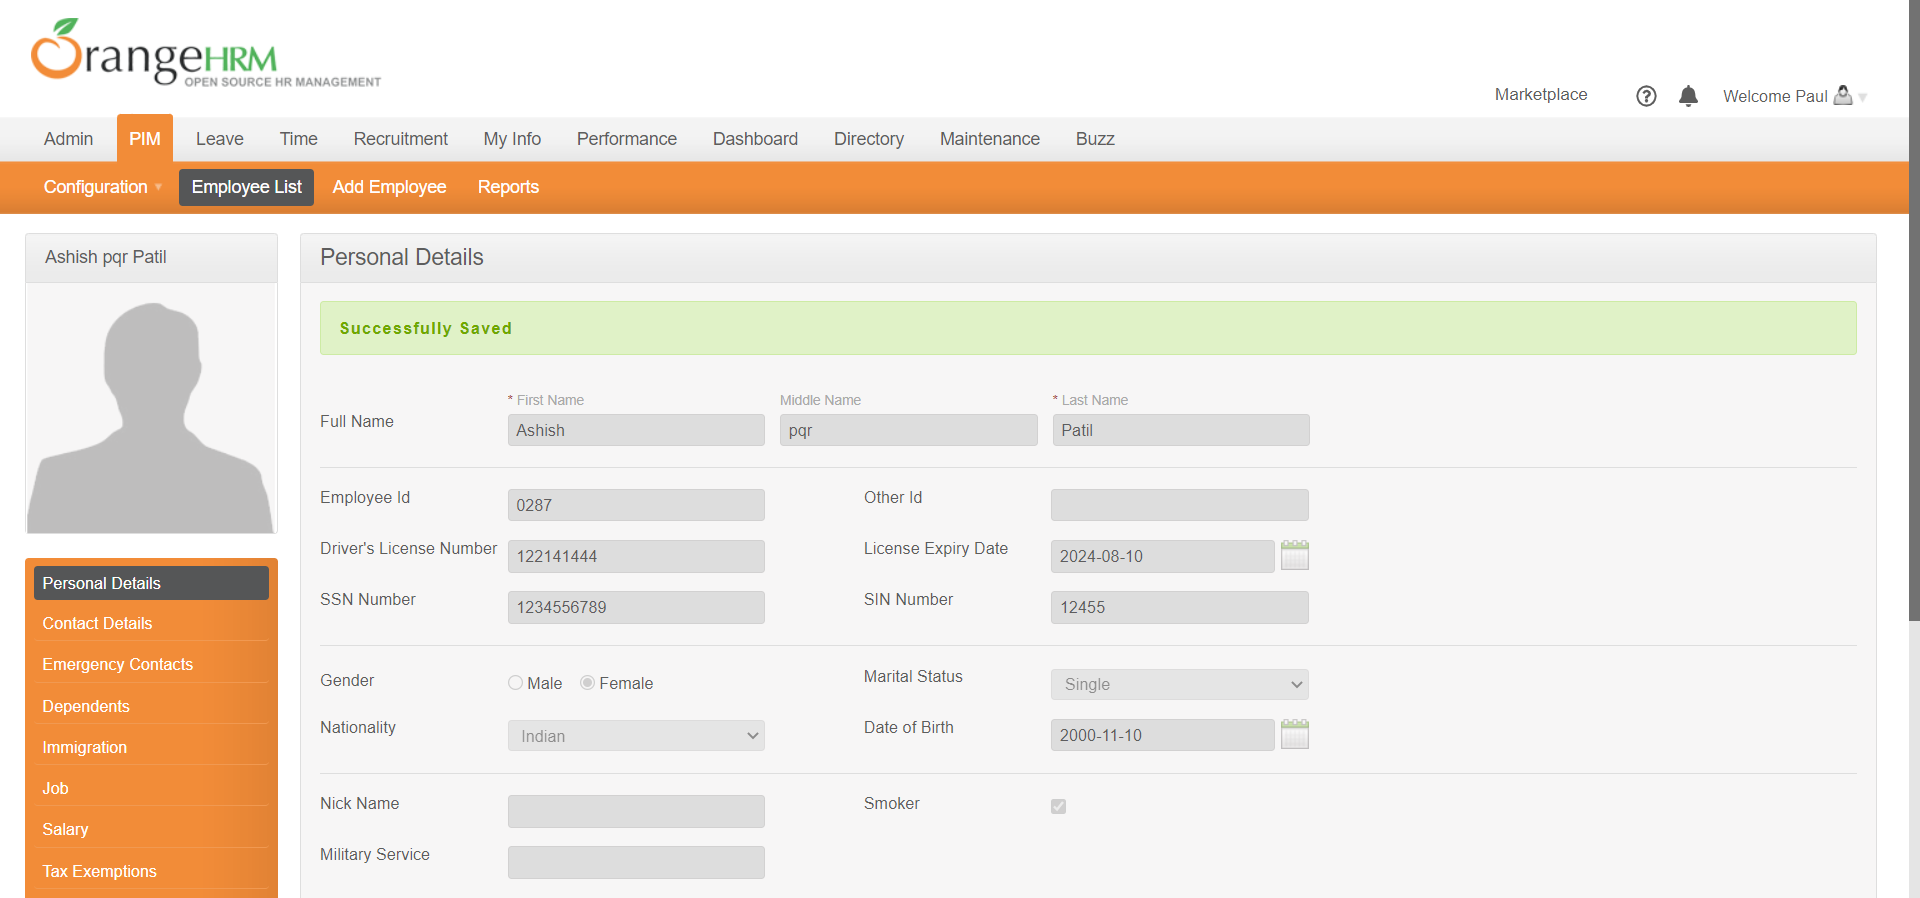 OrangeHRM
OPEN SOURCE HR MANAGEMENT
Marketplace
Welcome Paul
Admin PIM Leave Time Recruitment My Info Performance Dashboard Directory Maintenance Buzz
Configuration Employee List Add Employee Reports
Ashish pqr Patil
Personal Details
Contact Details
Emergency Contacts
Dependents
Immigration
Job
Salary
Tax Exemptions
Personal Details
Successfully Saved
* First Name Middle Name * Last Name
Full Name Ashish pqr Patil
Employee Id 0287 Other Id
Driver's License Number 122141444 License Expiry Date 2024-08-10
SSN Number 1234556789 SIN Number 12455
Gender Male Female Marital Status Single
Nationality Indian Date of Birth 2000-11-10
Nick Name Smoker
Military Service